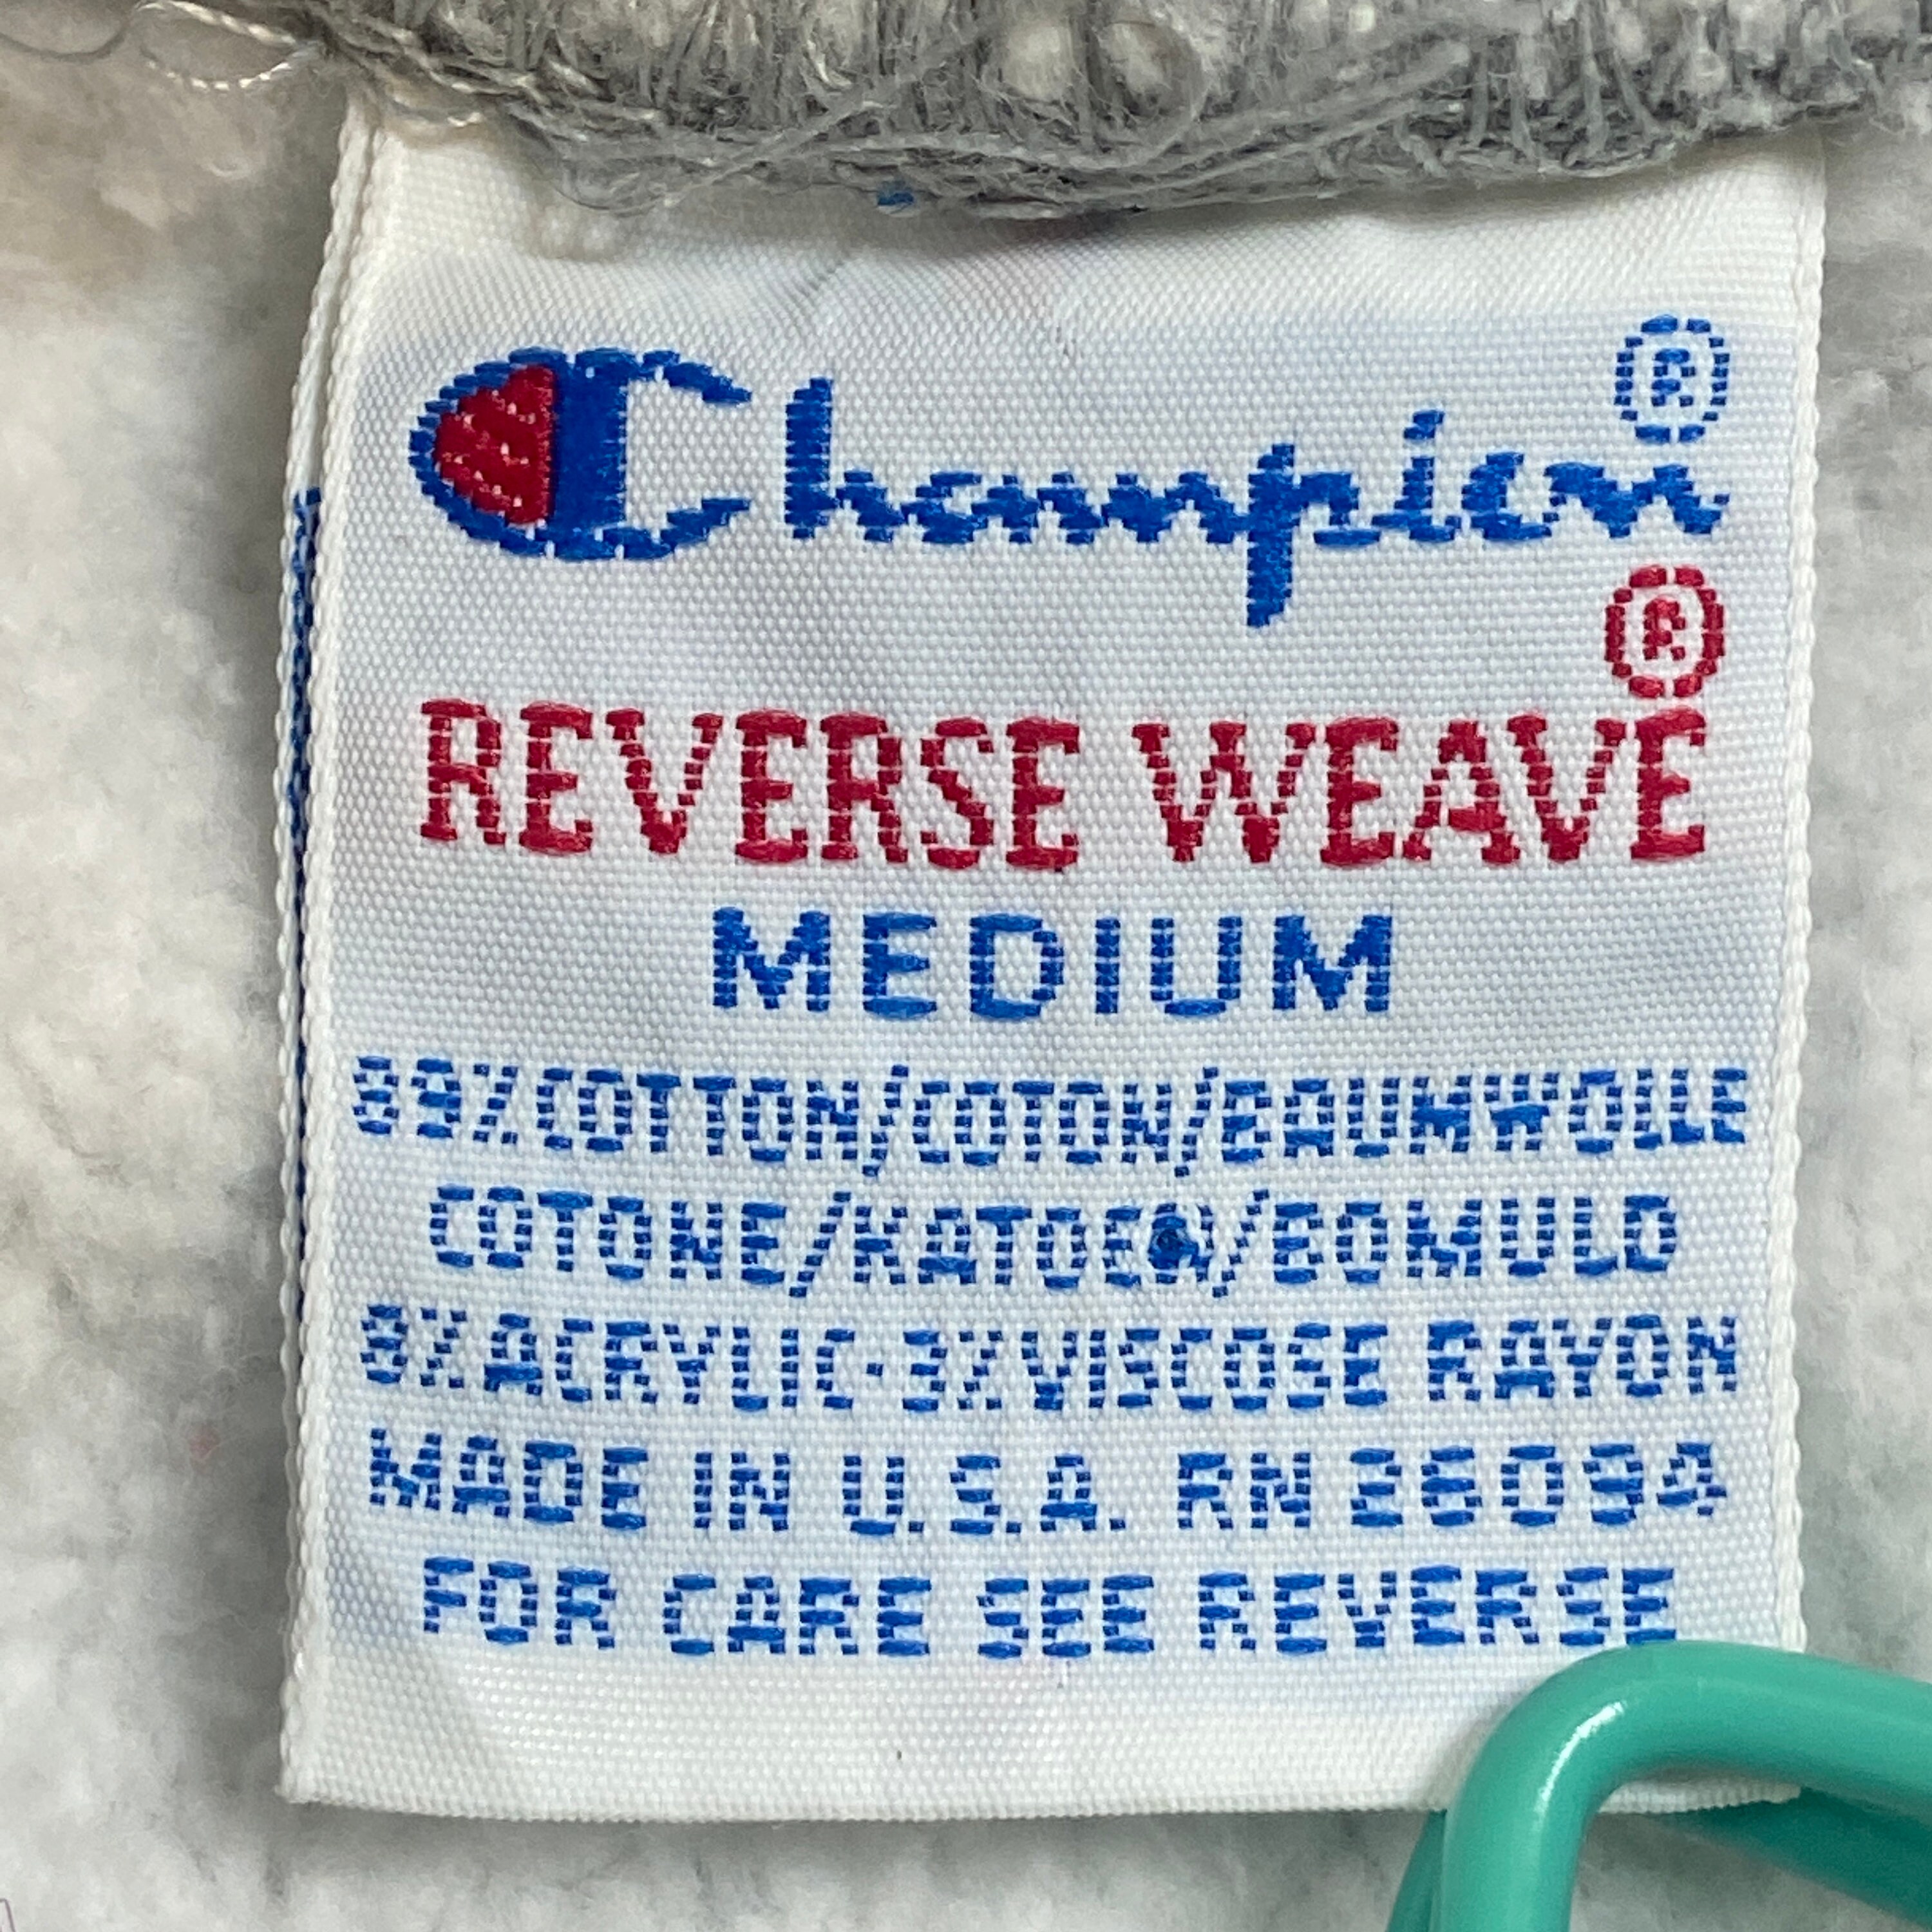 Champion®
REVERSE WEAVE®
MEDIUM
89%COTTON/COTON/BAUMWOLLE
COTONE/KATOEN/BOMULD
8%ACRYLIC·3%VISCOSE RAYON
MADE IN U.S.A. RN 26094
FOR CARE SEE REVERSE